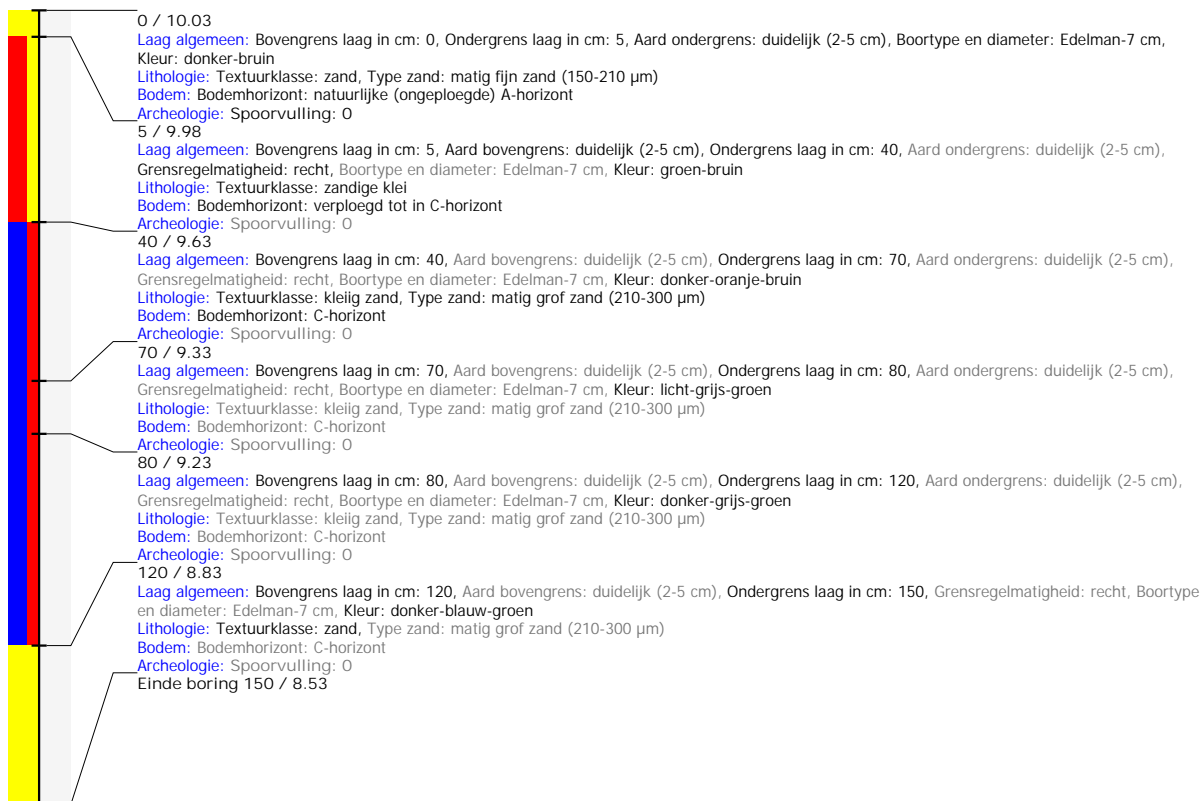 0 / 10.03
Laag algemeen: Bovengrens laag in cm: 0, Ondergrens laag in cm: 5, Aard ondergrens: duidelijk (2-5 cm), Boortype en diameter: Edelman-7 cm,
Kleur: donker-bruin
Lithologie: Textuurklasse: zand, Type zand: matig fijn zand (150-210 µm)
Bodem: Bodemhorizont: natuurlijke (ongeploegde) A-horizont
Archeologie: Spoorvulling: 0
5 / 9.98
Laag algemeen: Bovengrens laag in cm: 5, Aard bovengrens: duidelijk (2-5 cm), Ondergrens laag in cm: 40, Aard ondergrens: duidelijk (2-5 cm),
Grensregelmatigheid: recht, Boortype en diameter: Edelman-7 cm, Kleur: groen-bruin
Lithologie: Textuurklasse: zandige klei
Bodem: Bodemhorizont: verploegd tot in C-horizont
Archeologie: Spoorvulling: 0
40 / 9.63
Laag algemeen: Bovengrens laag in cm: 40, Aard bovengrens: duidelijk (2-5 cm), Ondergrens laag in cm: 70, Aard ondergrens: duidelijk (2-5 cm),
Grensregelmatigheid: recht, Boortype en diameter: Edelman-7 cm, Kleur: donker-oranje-bruin
Lithologie: Textuurklasse: kleiig zand, Type zand: matig grof zand (210-300 µm)
Bodem: Bodemhorizont: C-horizont
Archeologie: Spoorvulling: 0
70 / 9.33
Laag algemeen: Bovengrens laag in cm: 70, Aard bovengrens: duidelijk (2-5 cm), Ondergrens laag in cm: 80, Aard ondergrens: duidelijk (2-5 cm),
Grensregelmatigheid: recht, Boortype en diameter: Edelman-7 cm, Kleur: licht-grijs-groen
Lithologie: Textuurklasse: kleiig zand, Type zand: matig grof zand (210-300 µm)
Bodem: Bodemhorizont: C-horizont
Archeologie: Spoorvulling: 0
80 / 9.23
Laag algemeen: Bovengrens laag in cm: 80, Aard bovengrens: duidelijk (2-5 cm), Ondergrens laag in cm: 120, Aard ondergrens: duidelijk (2-5 cm),
Grensregelmatigheid: recht, Boortype en diameter: Edelman-7 cm, Kleur: donker-grijs-groen
Lithologie: Textuurklasse: kleiig zand, Type zand: matig grof zand (210-300 µm)
Bodem: Bodemhorizont: C-horizont
Archeologie: Spoorvulling: 0
120 / 8.83
Laag algemeen: Bovengrens laag in cm: 120, Aard bovengrens: duidelijk (2-5 cm), Ondergrens laag in cm: 150, Grensregelmatigheid: recht, Boortype
en diameter: Edelman-7 cm, Kleur: donker-blauw-groen
Lithologie: Textuurklasse: zand, Type zand: matig grof zand (210-300 µm)
Bodem: Bodemhorizont: C-horizont
Archeologie: Spoorvulling: 0
Einde boring 150 / 8.53